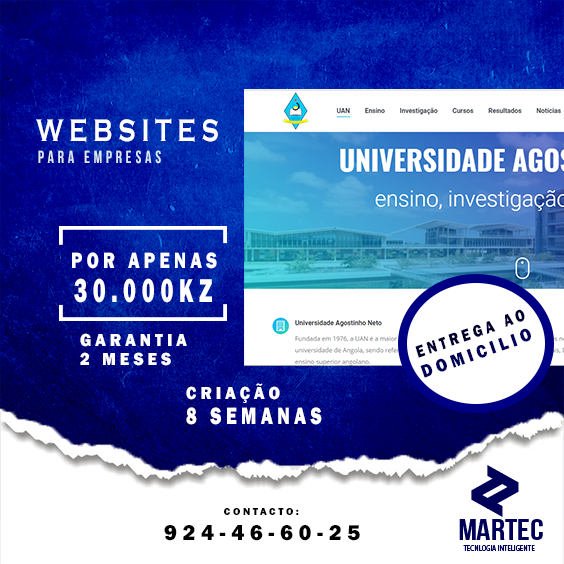 WEBSITES
PARA EMPRESAS
POR APENAS
30.000KZ
GARANTIA
2 MESES
CRIAÇÃO
8 SEMANAS
UAN Ensino Investigação Cursos Resultados Notícias
UNIVERSIDADE AGOS
ensino, investigação
Universidade Agostinho Neto
Fundada em 1976, a UAN é a maior
universidade de Angola, sendo refe
ensino superior angolano.
ENTREGA AO
DOMICILIO
CONTACTO:
924-46-60-25
MARTEC
TECNLOGIA INTELIGENTE